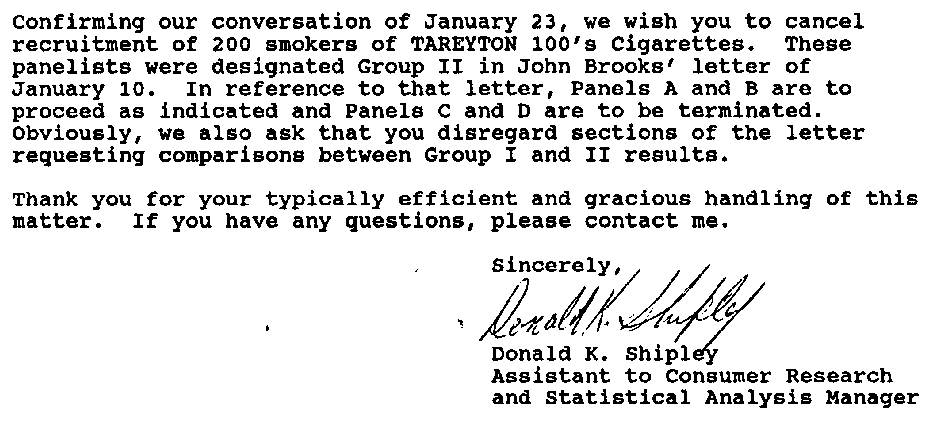 Confirming our conversation of January 23, we wish you to cancel
recruitment of 200 smokers of TAREYTON 100's Cigarettes. These
panelists were designated Group II in John Brooks' letter of
January 10. In reference to that letter, Panels A and B are to
proceed as indicated and Panels C and D are to be terminated.
Obviously, we also ask that you disregard sections of the letter
requesting comparisons between Group I and II results.
Thank you for your typically efficient and gracious handling of this
matter. If you have any questions, please contact me.
Sincerely,
Donald K. Shipley
Donald K. Shipley
Assistant to Consumer Research
and Statistical Analysis Manager